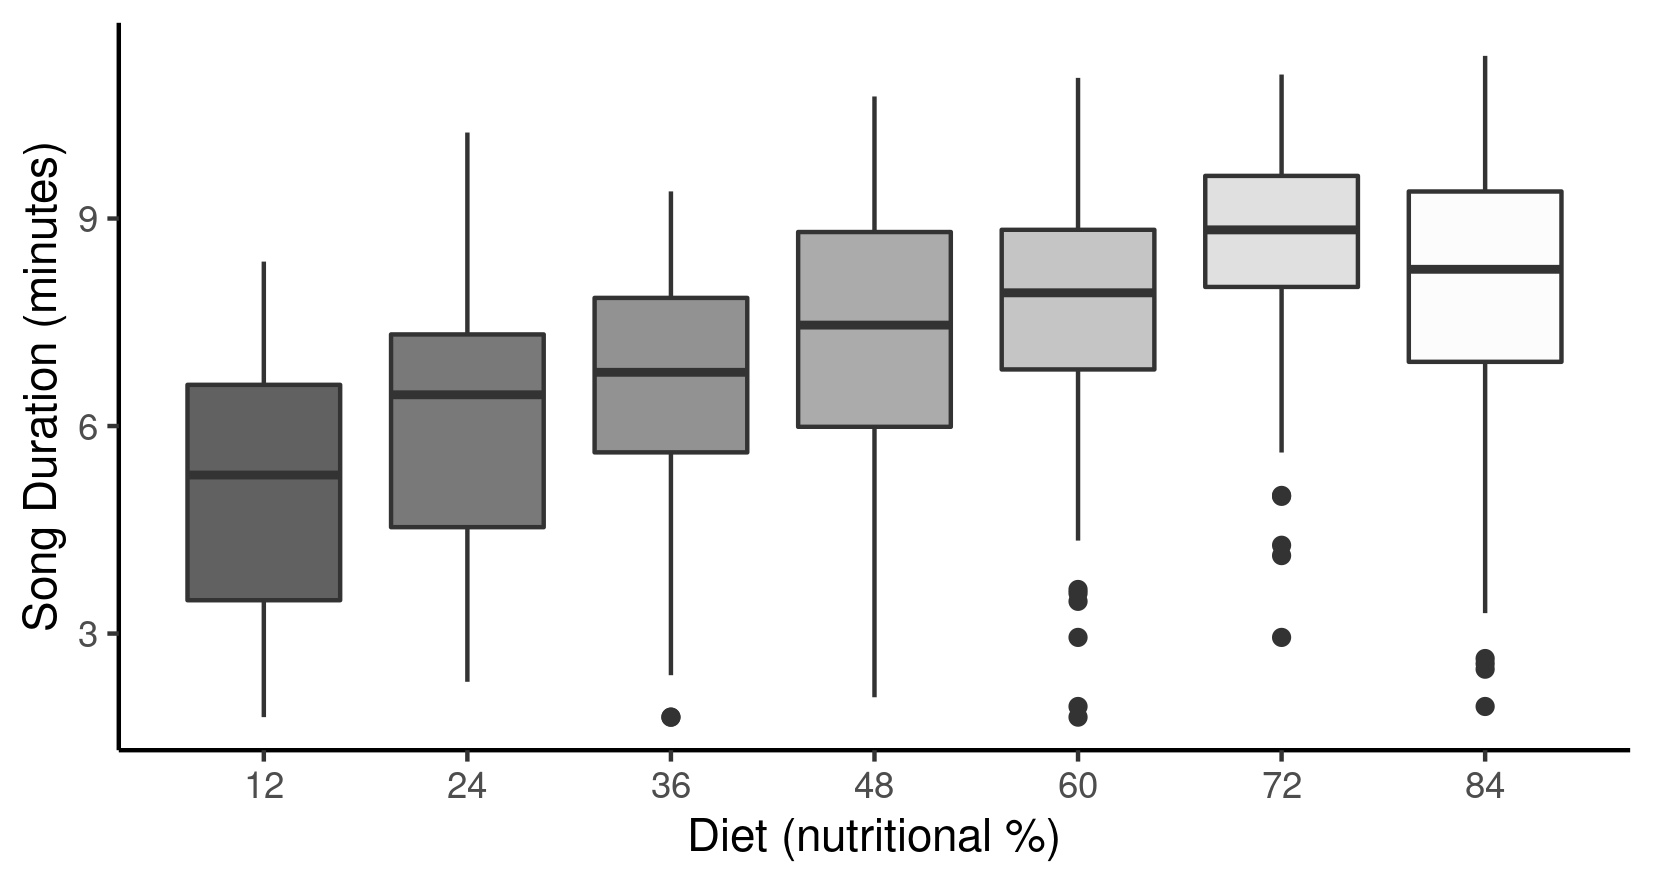 Song Duration (minutes)
9
6
3
12 24 36 48 60 72 84
Diet (nutritional %)